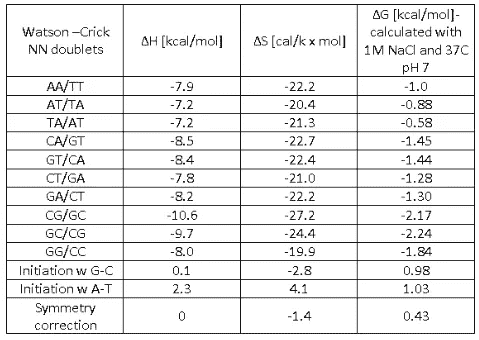 Watson –Crick NN doublets ΔH [kcal/mol] ΔS [cal/k x mol] ΔG [kcal/mol]- calculated with 1M NaCl and 37C pH 7
AA/TT -7.9 -22.2 -1.0
AT/TA -7.2 -20.4 -0.88
TA/AT -7.2 -21.3 -0.58
CA/GT -8.5 -22.7 -1.45
GT/CA -8.4 -22.4 -1.44
CT/GA -7.8 -21.0 -1.28
GA/CT -8.2 -22.2 -1.30
CG/GC -10.6 -27.2 -2.17
GC/CG -9.7 -24.4 -2.24
GG/CC -8.0 -19.9 -1.84
Initiation w G-C 0.1 -2.8 0.98
Initiation w A-T 2.3 4.1 1.03
Symmetry correction 0 -1.4 0.43